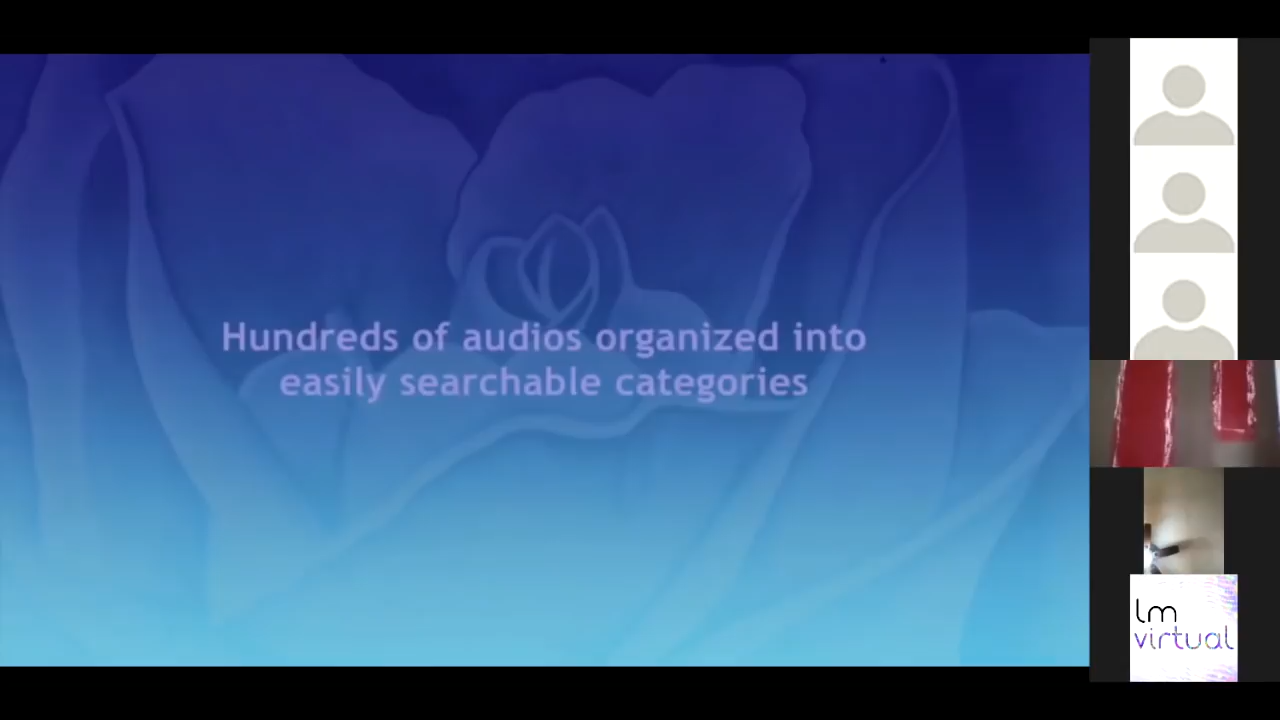 Hundreds of audios organized into
easily searchable categories
lm
virtual